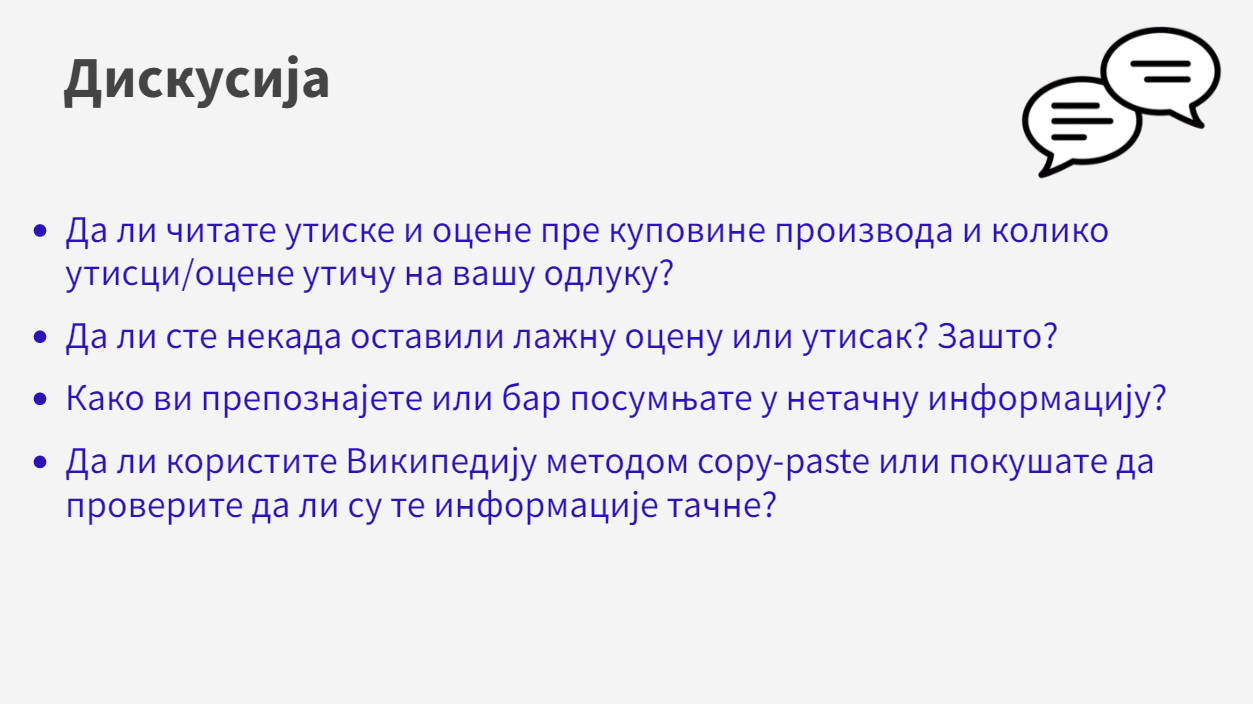 Дискусија
• Да ли читате утиске и оцене пре куповине производа и колико
утисци/оцене утичу на вашу одлуку?
• Да ли сте некада оставили лажну оцену или утисак? Зашто?
• Како ви препознајете или бар посумњате у нетачну информацију?
• Да ли користите Википедију методом copy-paste или покушате да
проверите да ли су те информације тачне?